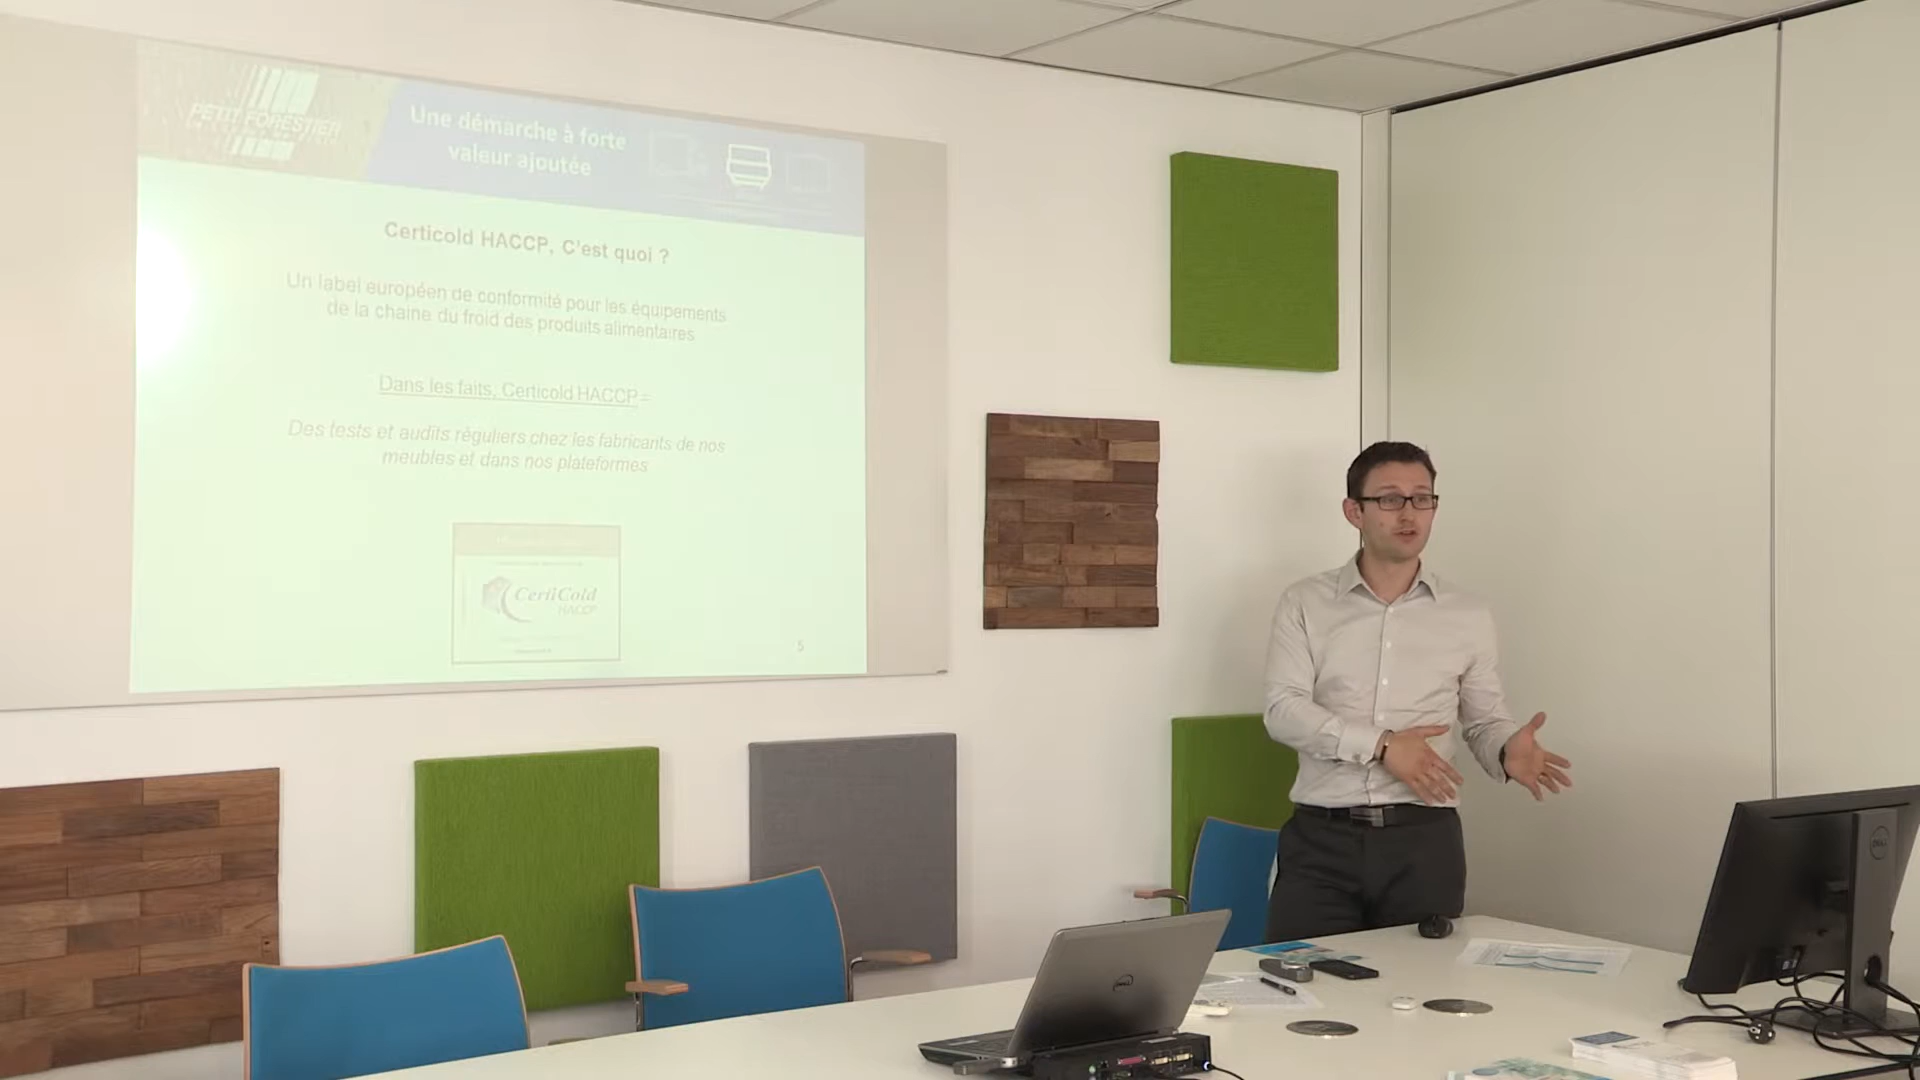 PETIT FORESTIER
Une démarche à forte
valeur ajoutée
Certicold HACCP, C'est quoi ?
Un label européen de conformité pour les équipements
de la chaine du froid des produits alimentaires
Dans les faits, Certicold HACCP =
Des tests et audits réguliers chez les fabricants de nos
meubles et dans nos plateformes
CertiCold
HACCP
5
DELL
DELL